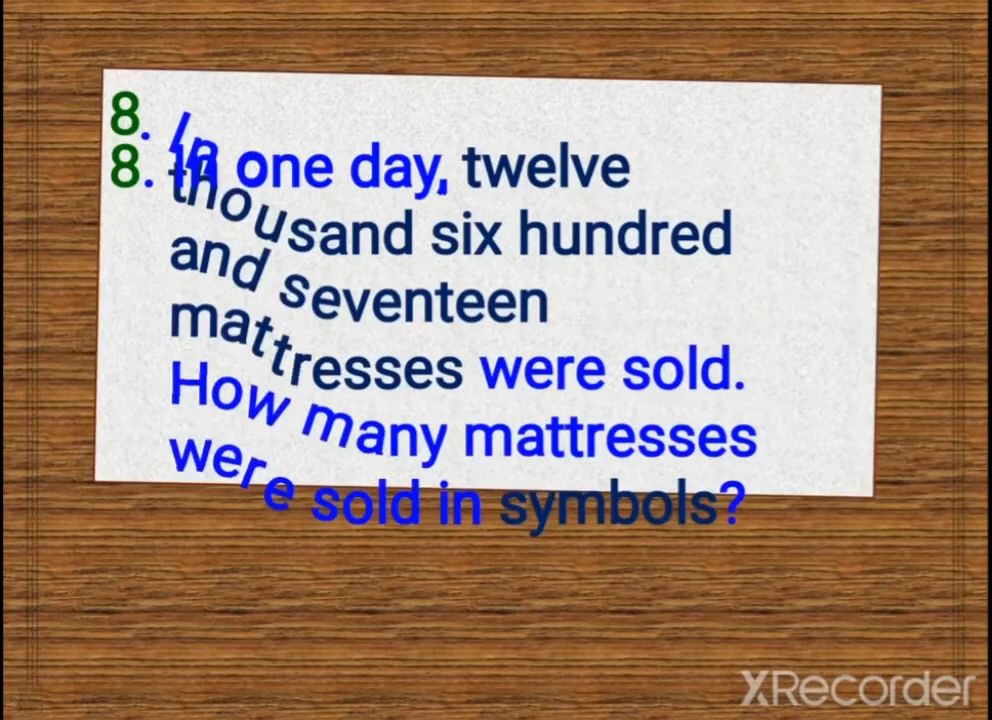 8.
8. In one day, twelve
thousand six hundred
and seventeen
mattresses were sold.
How many mattresses
were sold in symbols?
XRecorder